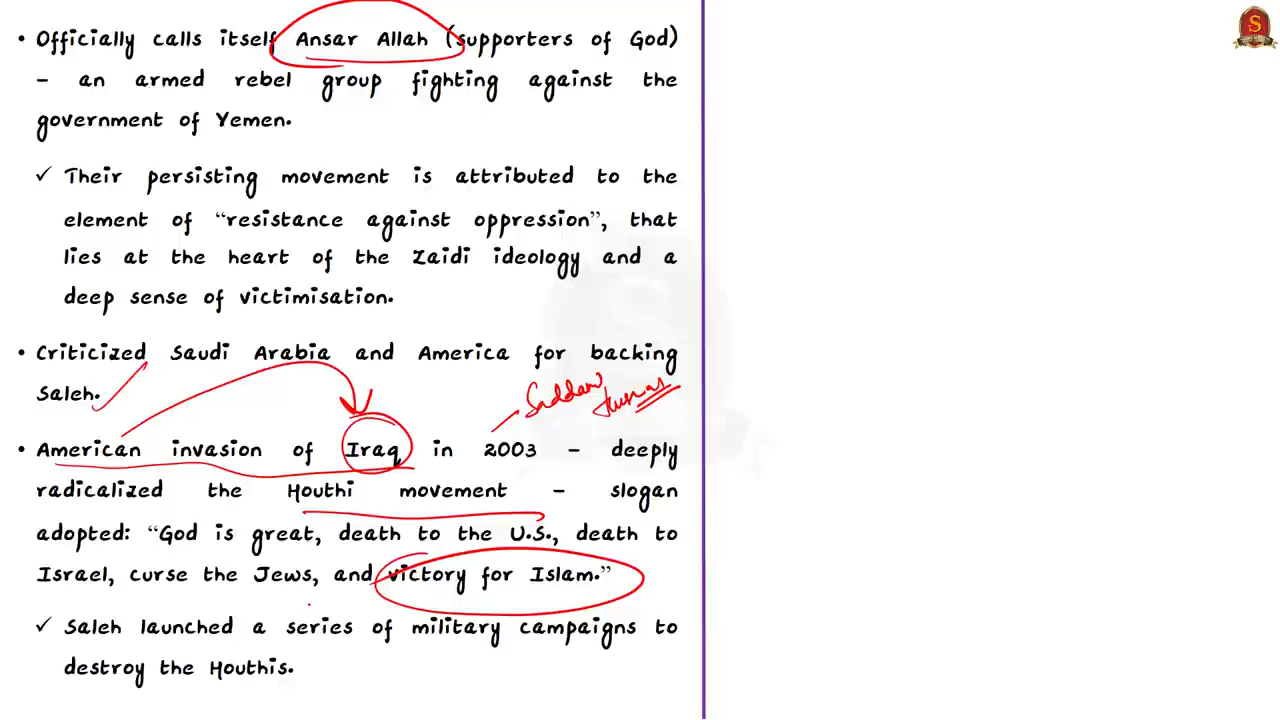 • Officially calls itself Ansar Allah (supporters of God)
– an armed rebel group fighting against the
government of Yemen.
✓ Their persisting movement is attributed to the
element of “resistance against oppression”, that
lies at the heart of the Zaidi ideology and a
deep sense of victimisation.
• Criticized Saudi Arabia and America for backing
Saleh.
Saddam
• American invasion of Iraq in 2003 – deeply
radicalized the Houthi movement – slogan
adopted: “God is great, death to the U.S., death to
Israel, curse the Jews, and victory for Islam.”
✓ Saleh launched a series of military campaigns to
destroy the Houthis.
S